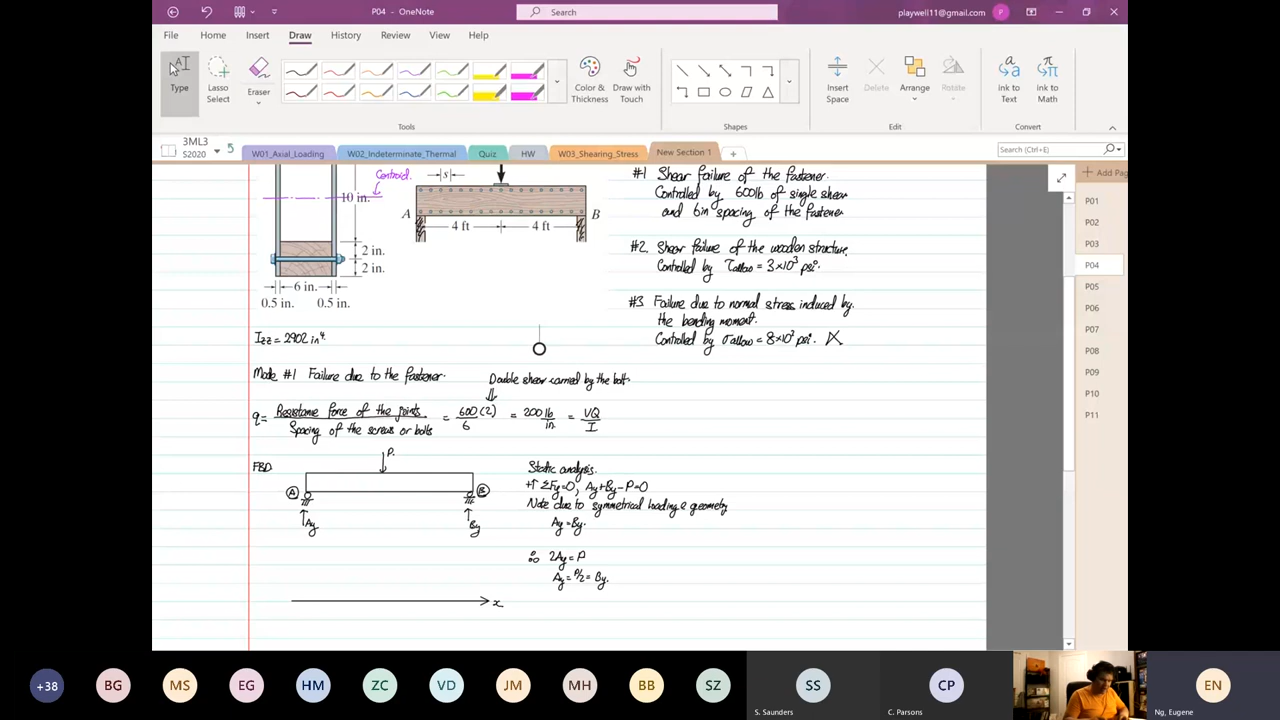 P04 - OneNote
Search
playwell11@gmail.com
P
File
Home
Insert
Draw
History
Review
View
Help
Type
Lasso Select
Eraser
Color & Thickness
Draw with Touch
Insert Space
Delete
Arrange
Rotate
Ink to Text
Ink to Math
Tools
Shapes
Edit
Convert
3ML3 S2020
5
W01_Axial_Loading
W02_Indeterminate_Thermal
Quiz
HW
W03_Shearing_Stress
New Section 1
+
Search (Ctrl+E)
Add Page
P01
P02
P03
P04
P05
P06
P07
P08
P09
P10
P11
Centroid.
10 in.
2 in.
2 in.
6 in.
0.5 in.
0.5 in.
s
A
B
4 ft
4 ft
#1 Shear failure of the fastener.
Controlled by 600lb of single shear
and 6in spacing of the fastener
#2. Shear failure of the wooden structure.
Controlled by τallow = 3×10³ psi.
#3 Failure due to normal stress induced by
the bending moment.
Controlled by σallow = 8×10² psi.
Izz = 2902 in⁴.
Mode #1 Failure due to the fastener.
Double shear carried by the bolt.
q = Resistance force of the joints / Spacing of the screws or bolts = 600(2) / 6 = 200 lb/in = VQ/I
FBD
P.
A
B
Ay
By
x
Static analysis.
+↑ ΣFy=0, Ay+By-P=0
Note due to symmetrical loading & geometry
Ay=By.
∴ 2Ay=P
Ay=P/2=By.
+38
BG
MS
EG
HM
ZC
VD
JM
MH
BB
SZ
SS
S. Saunders
CP
C. Parsons
EN
Ng, Eugene